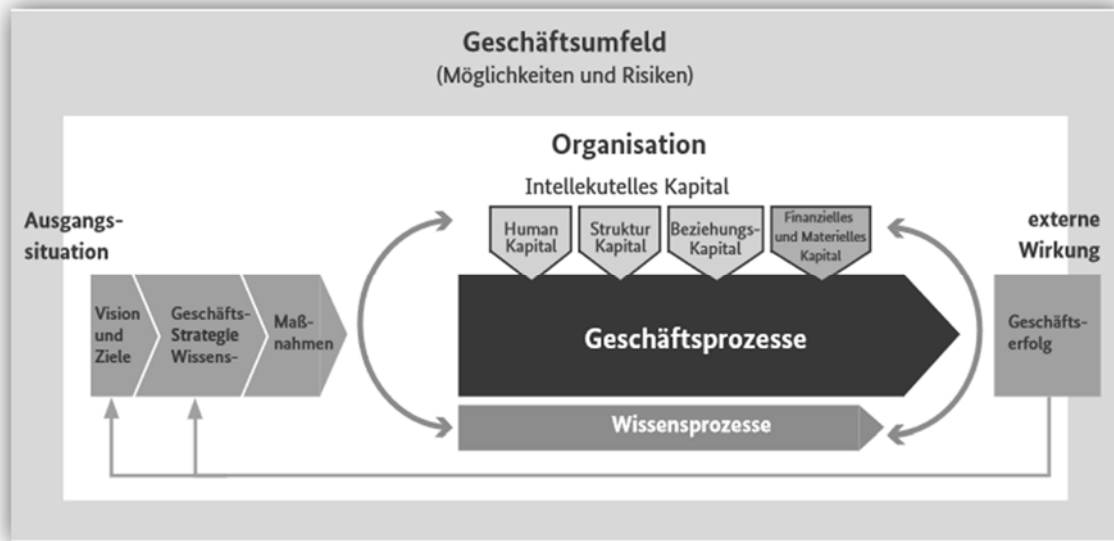 Geschäftsumfeld
(Möglichkeiten und Risiken)
Organisation
Intellekutelles Kapital
Ausgangs-
situation
Human
Kapital
Struktur
Kapital
Beziehungs-
Kapital
Finanzielles
und Materielles
Kapital
externe
Wirkung
Vision
und
Ziele
Geschäfts-
Strategie
Wissens-
Maß-
nahmen
Geschäftsprozesse
Geschäfts-
erfolg
Wissensprozesse